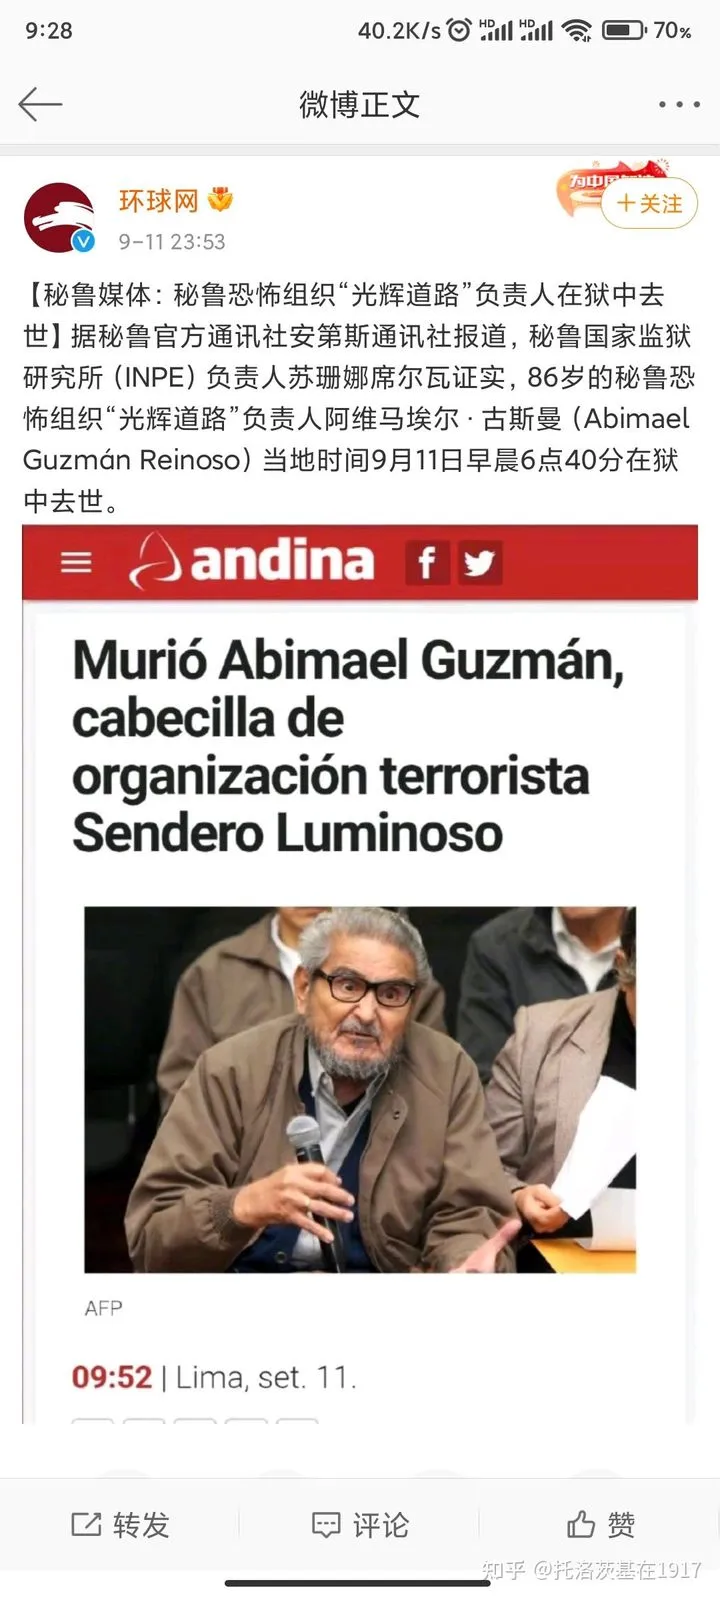 9:28
40.2K/s HD HD 70%
微博正文
环球网
为中国
+关注
9-11 23:53
【秘鲁媒体：秘鲁恐怖组织“光辉道路”负责人在狱中去
世】据秘鲁官方通讯社安第斯通讯社报道，秘鲁国家监狱
研究所（INPE）负责人苏珊娜席尔瓦证实，86岁的秘鲁恐
怖组织“光辉道路”负责人阿维马埃尔·古斯曼（Abimael
Guzmán Reinoso）当地时间9月11日早晨6点40分在狱
中去世。
andina
Murió Abimael Guzmán,
cabecilla de
organización terrorista
Sendero Luminoso
AFP
09:52 | Lima, set. 11.
转发 评论 赞
知乎 @托洛茨基在1917